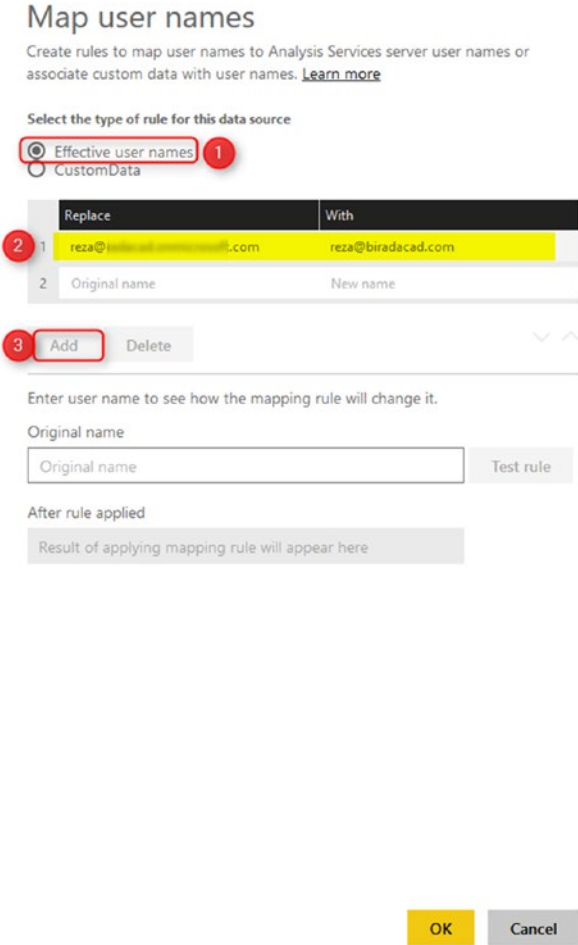 Map user names
Create rules to map user names to Analysis Services server user names or
associate custom data with user names. Learn more
Select the type of rule for this data source
Effective user names 1
CustomData
Replace With
2 1 reza@ .com reza@biradacad.com
2 Original name New name
3 Add Delete
Enter user name to see how the mapping rule will change it.
Original name
Original name Test rule
After rule applied
Result of applying mapping rule will appear here
OK Cancel